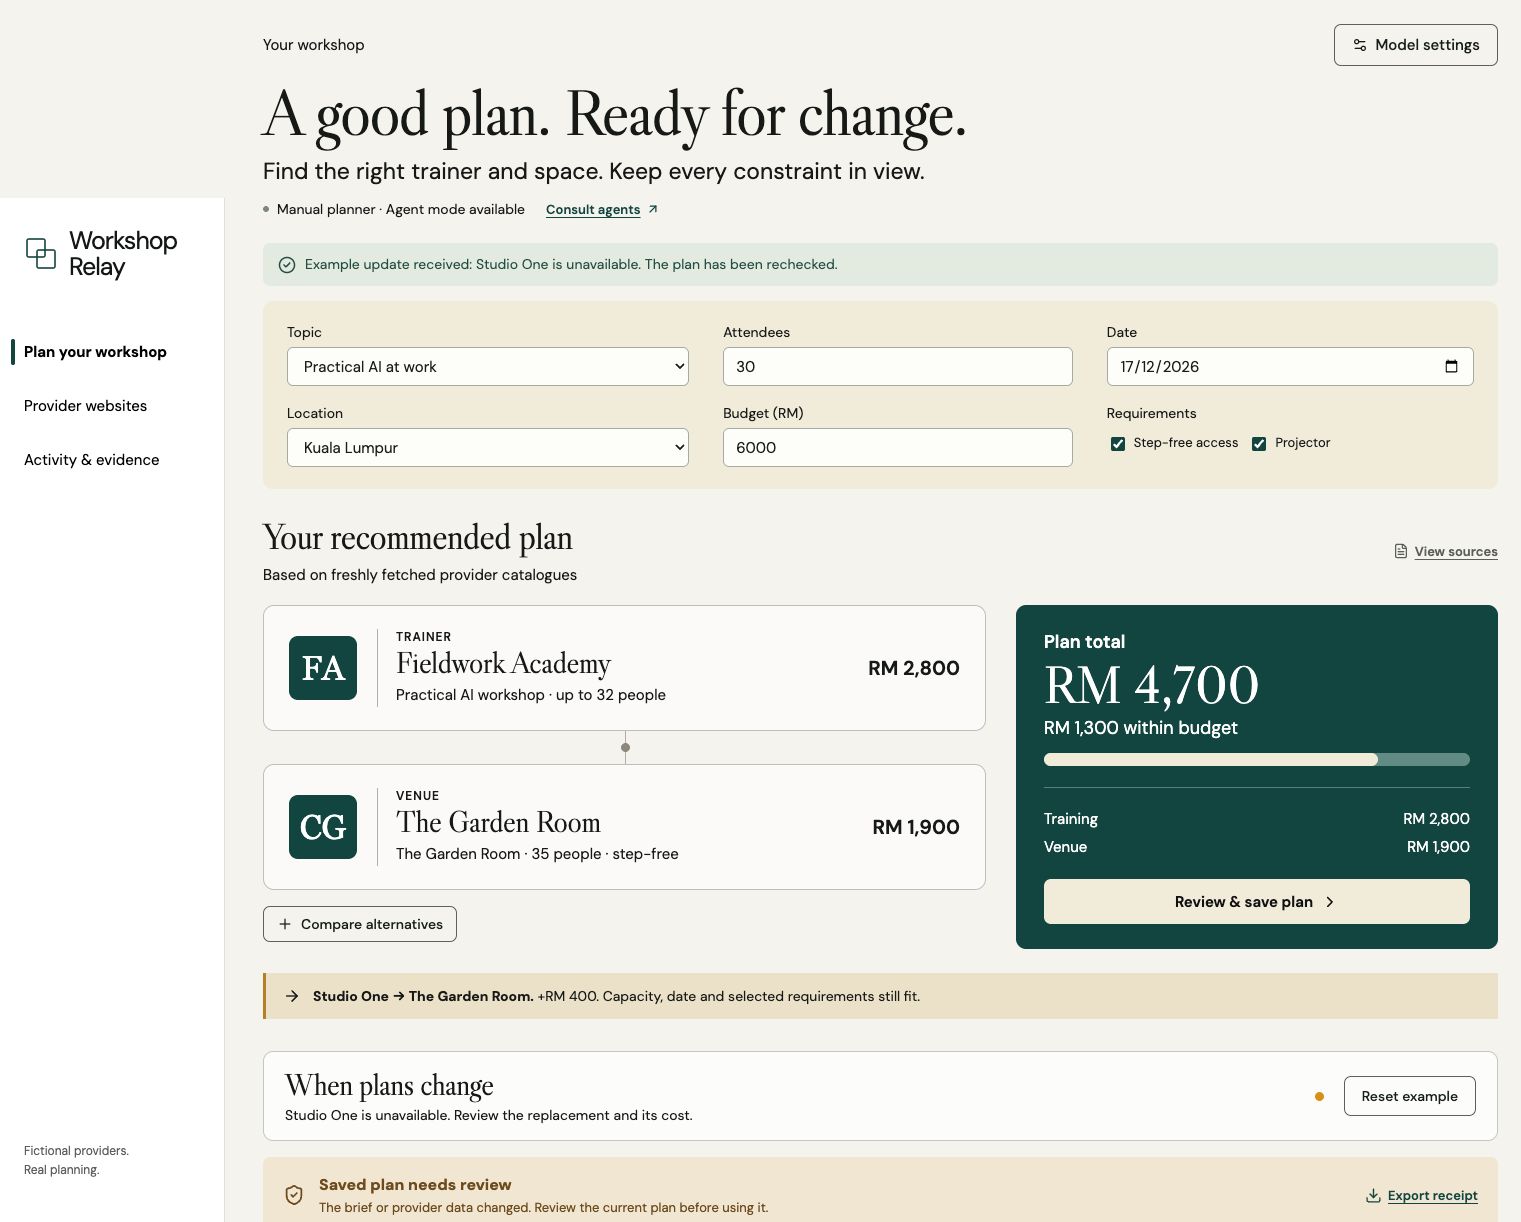 Your workshop
Model settings
A good plan. Ready for change.
Find the right trainer and space. Keep every constraint in view.
Manual planner · Agent mode available
Consult agents
Workshop
Relay
Plan your workshop
Provider websites
Activity & evidence
Fictional providers.
Real planning.
Example update received: Studio One is unavailable. The plan has been rechecked.
Topic
Attendees
Date
Practical AI at work
30
17/12/2026
Location
Budget (RM)
Requirements
Kuala Lumpur
6000
Step-free access
Projector
Your recommended plan
View sources
Based on freshly fetched provider catalogues
FA
TRAINER
Fieldwork Academy
Practical AI workshop · up to 32 people
RM 2,800
CG
VENUE
The Garden Room
The Garden Room · 35 people · step-free
RM 1,900
Compare alternatives
Plan total
RM 4,700
RM 1,300 within budget
Training
RM 2,800
Venue
RM 1,900
Review & save plan
Studio One → The Garden Room. +RM 400. Capacity, date and selected requirements still fit.
When plans change
Studio One is unavailable. Review the replacement and its cost.
Reset example
Saved plan needs review
The brief or provider data changed. Review the current plan before using it.
Export receipt